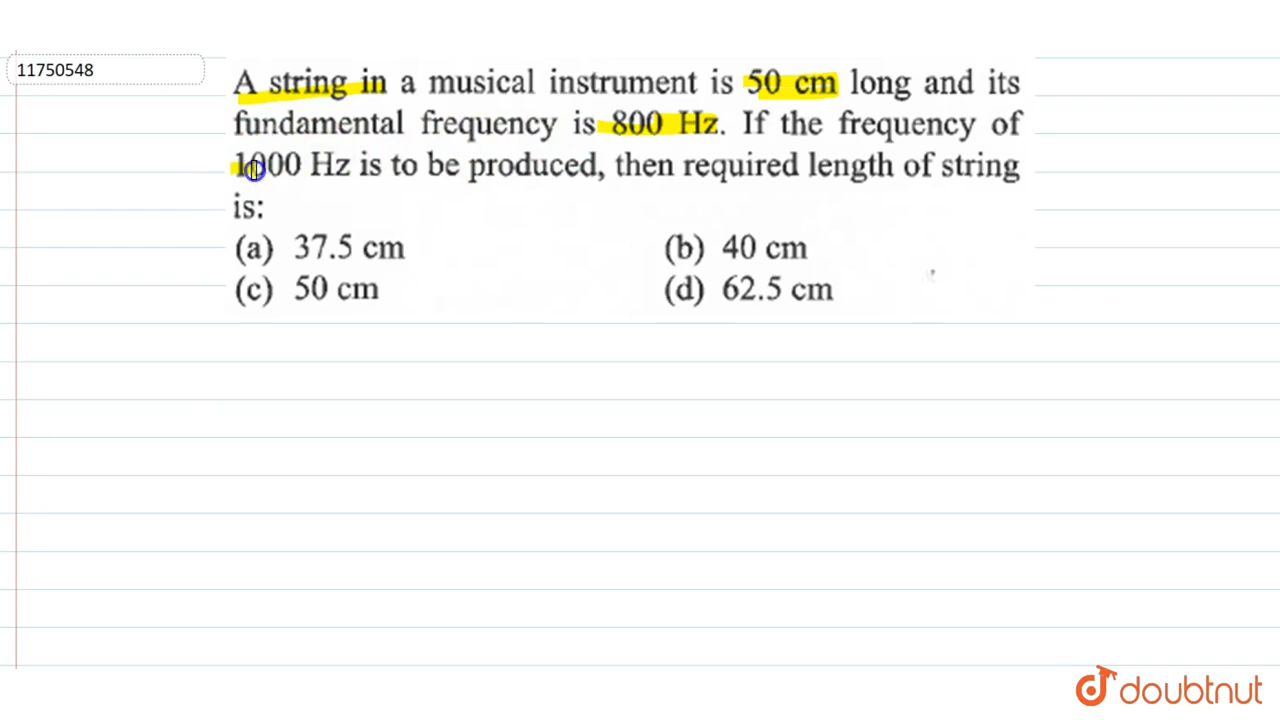 11750548
A string in a musical instrument is 50 cm long and its
fundamental frequency is 800 Hz. If the frequency of
1000 Hz is to be produced, then required length of string
is:
(a) 37.5 cm (b) 40 cm
(c) 50 cm (d) 62.5 cm
doubtnut